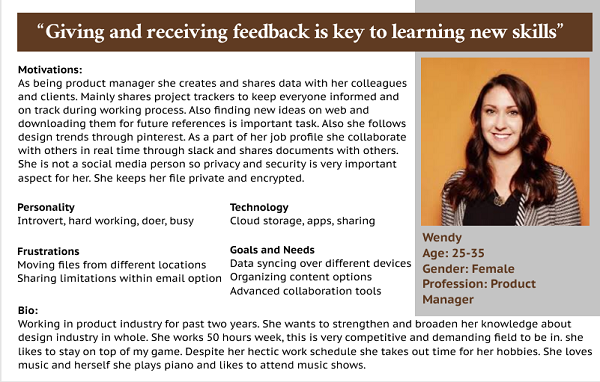 “Giving and receiving feedback is key to learning new skills”
Motivations:
As being product manager she creates and shares data with her colleagues
and clients. Mainly shares project trackers to keep everyone informed and
on track during working process. Also finding new ideas on web and
downloading them for future references is important task. Also she follows
design trends through pinterest. As a part of her job profile she collaborate
with others in real time through slack and shares documents with others.
She is not a social media person so privacy and security is very important
aspect for her. She keeps her file private and encrypted.
Personality
Introvert, hard working, doer, busy
Technology
Cloud storage, apps, sharing
Frustrations
Moving files from different locations
Sharing limitations within email option
Goals and Needs
Data syncing over different devices
Organizing content options
Advanced collaboration tools
Wendy
Age: 25-35
Gender: Female
Profession: Product
Manager
Bio:
Working in product industry for past two years. She wants to strengthen and broaden her knowledge about
design industry in whole. She works 50 hours week, this is very competitive and demanding field to be in. she
likes to stay on top of my game. Despite her hectic work schedule she takes out time for her hobbies. She loves
music and herself she plays piano and likes to attend music shows.